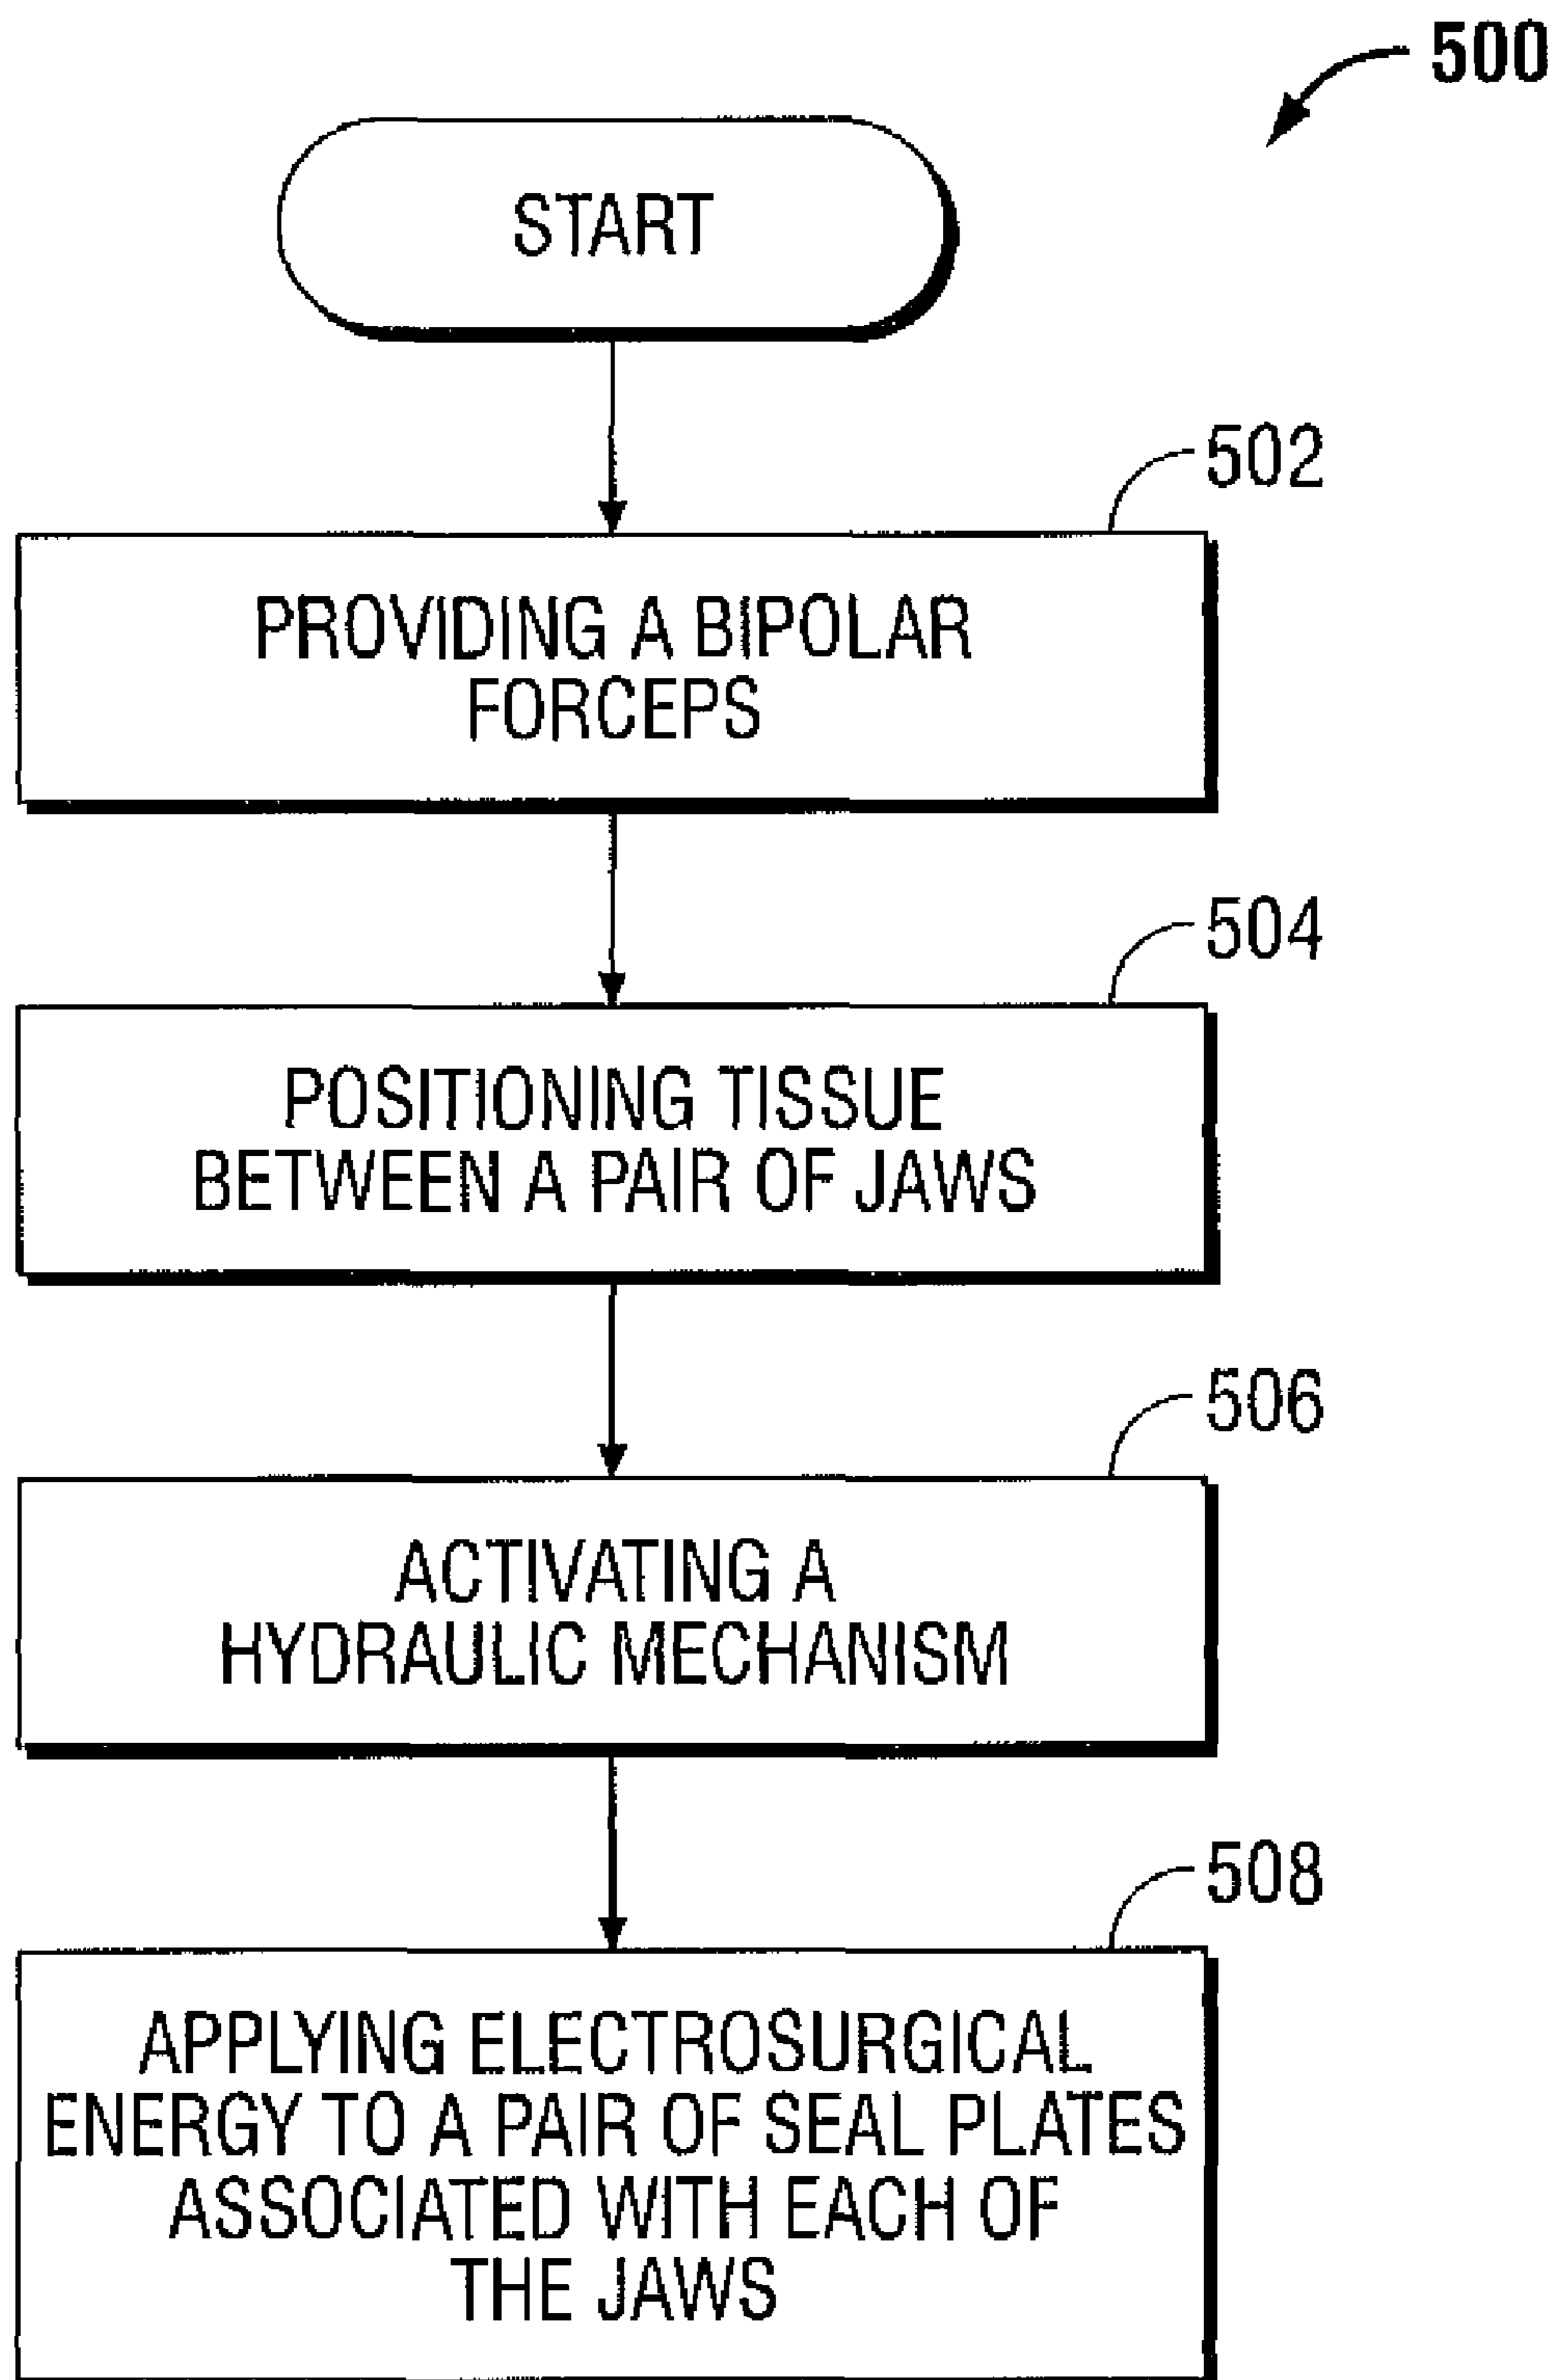 500
START
502
PROVIDING A BIPOLAR
FORCEPS
504
POSITIONING TISSUE
BETWEEN A PAIR OF JAWS
506
ACTIVATING A
HYDRAULIC MECHANISM
508
APPLYING ELECTROSURGICAL
ENERGY TO A PAIR OF SEAL PLATES
ASSOCIATED WITH EACH OF
THE JAWS